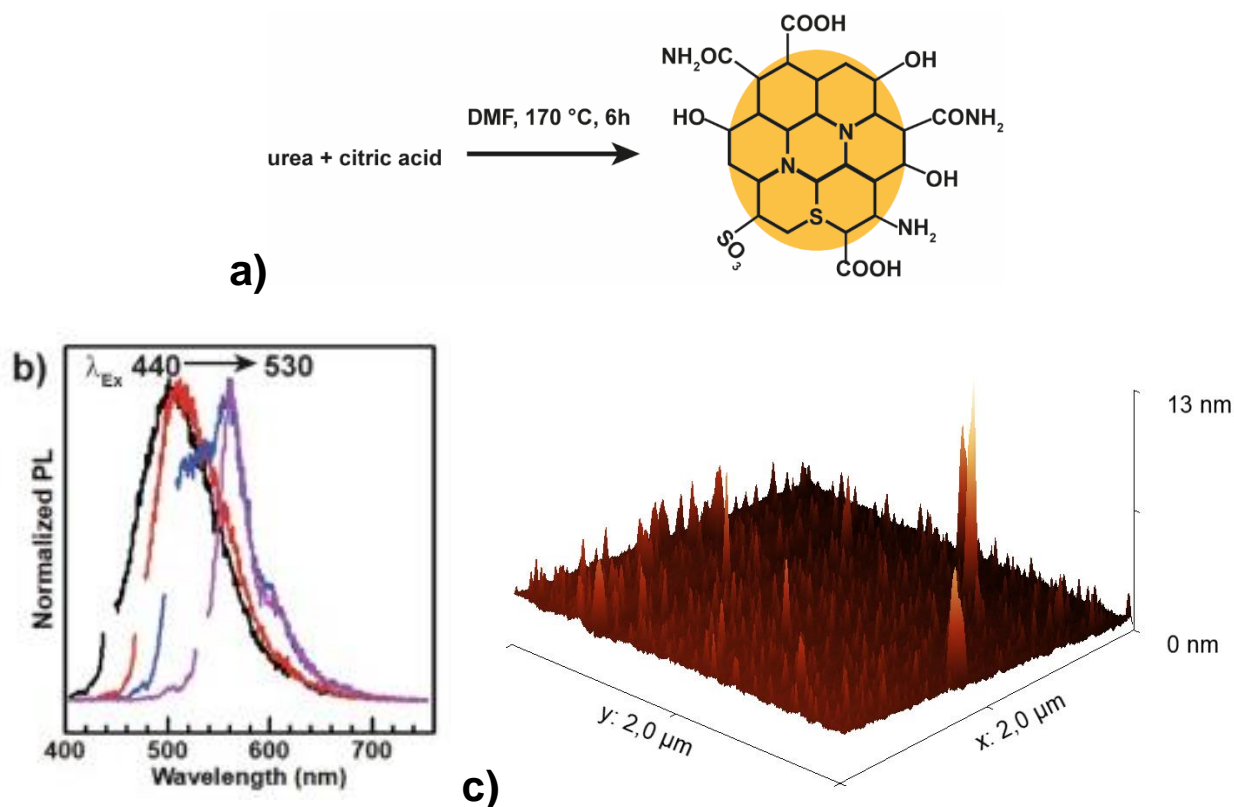 COOH
NH₂OC
OH
DMF, 170 °C, 6h
HO
N
CONH₂
urea + citric acid
N
OH
S
NH₂
SO₃
COOH
a)
b)
λEx 440 530
13 nm
Normalized PL
0 nm
y: 2,0 µm
x: 2,0 µm
400 500 600 700
Wavelength (nm)
c)